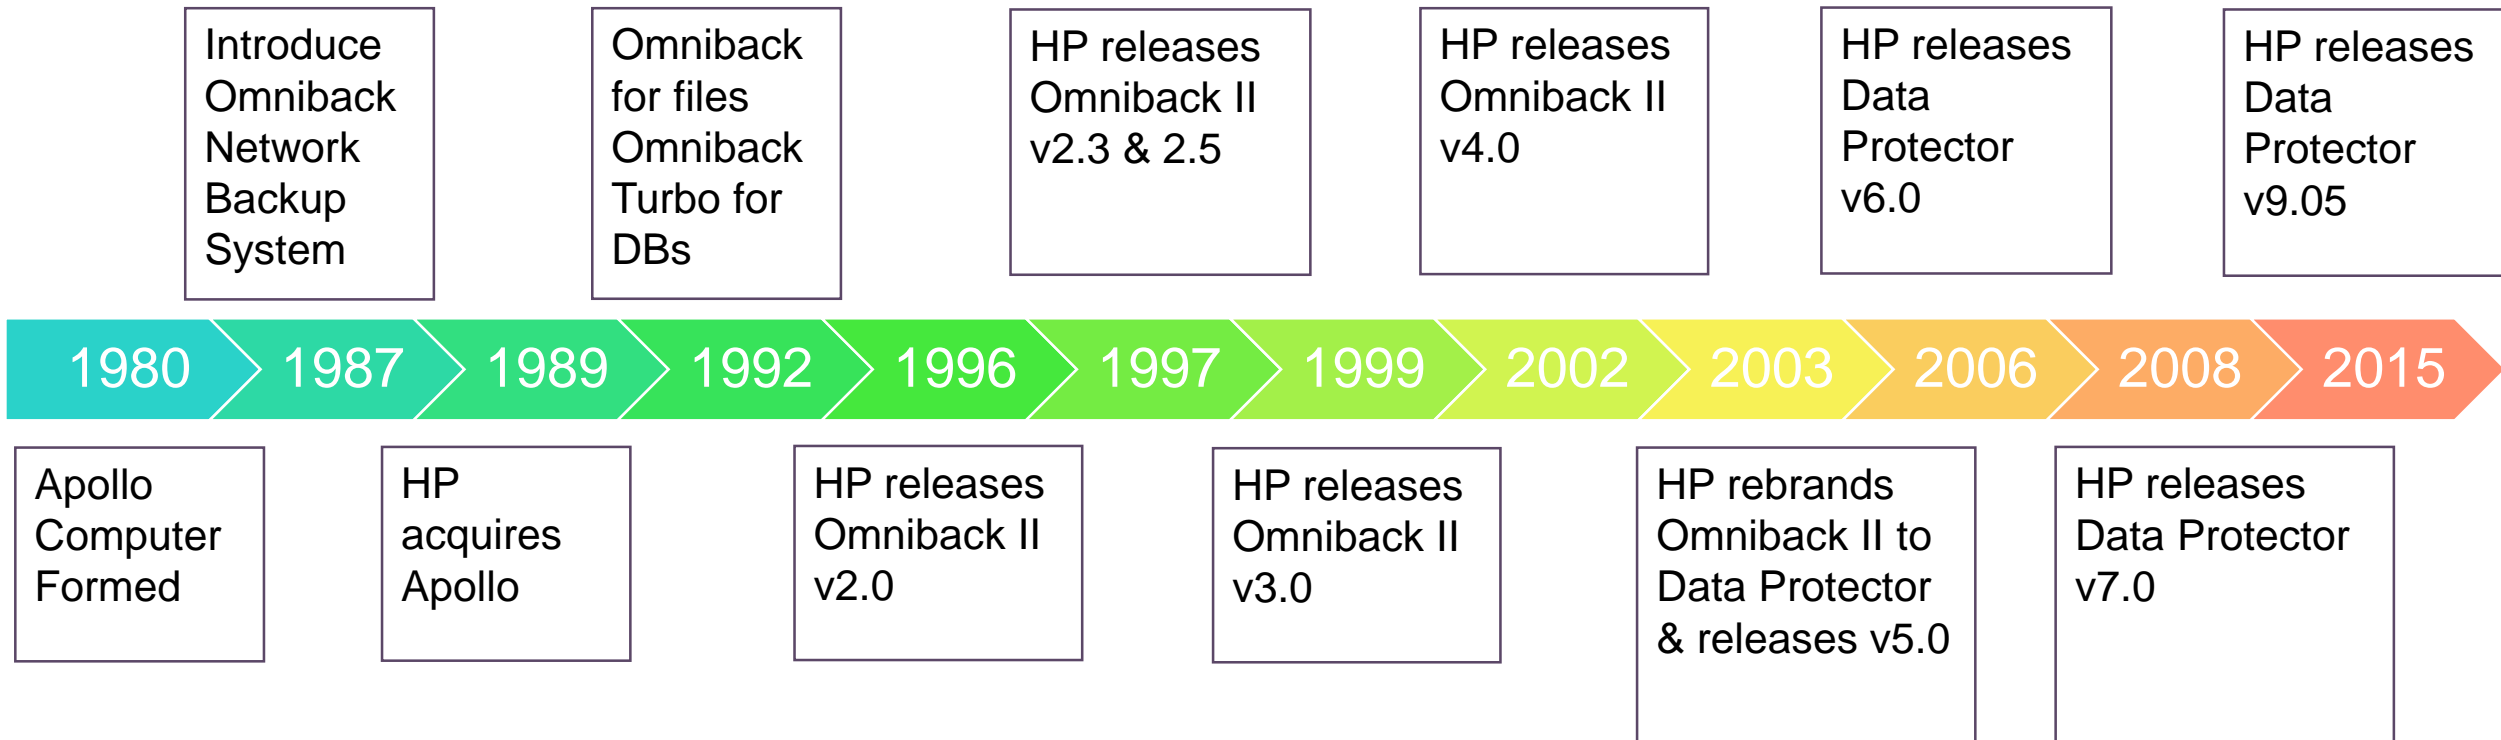 Introduce
Omniback
Network
Backup
System
Omniback
for files
Omniback
Turbo for
DBs
HP releases
Omniback II
v2.3 & 2.5
HP releases
Omniback II
v4.0
HP releases
Data
Protector
v6.0
HP releases
Data
Protector
v9.05
1980
1987
1989
1992
1996
1997
1999
2002
2003
2006
2008
2015
Apollo
Computer
Formed
HP
acquires
Apollo
HP releases
Omniback II
v2.0
HP releases
Omniback II
v3.0
HP rebrands
Omniback II to
Data Protector
& releases v5.0
HP releases
Data Protector
v7.0